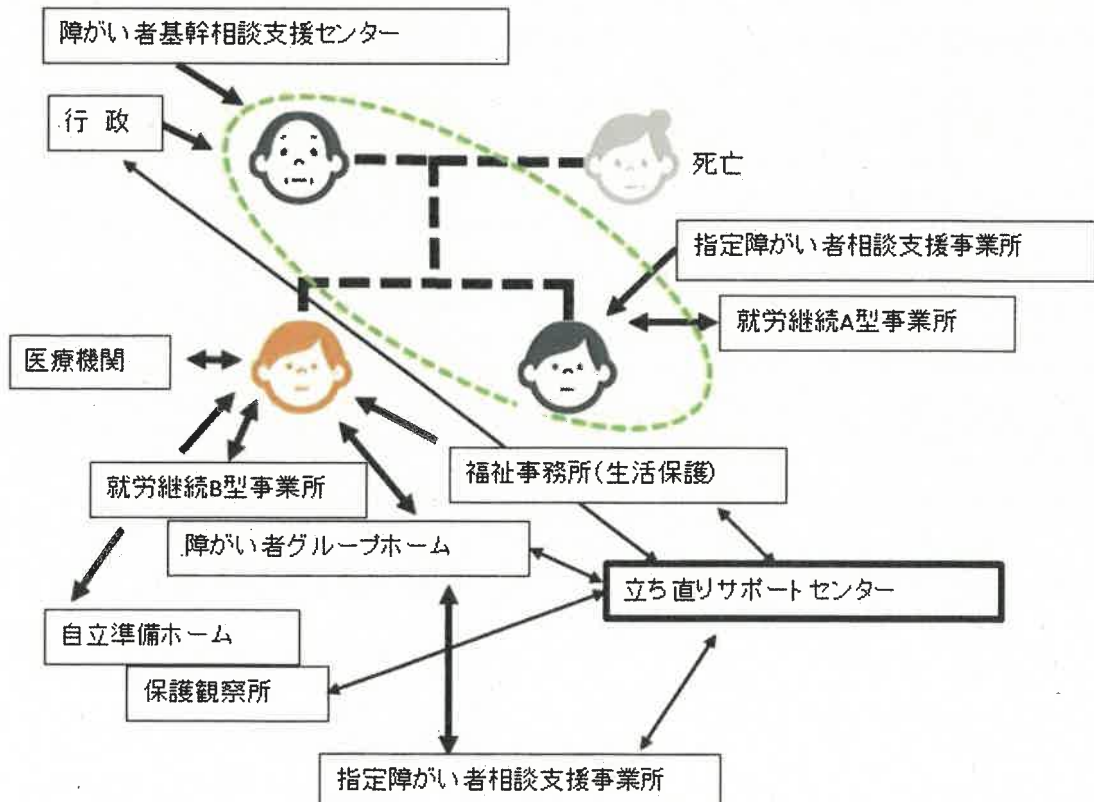 障がい者基幹相談支援センター
行 政
死亡
指定障がい者相談支援事業所
就労継続A型事業所
医療機関
福祉事務所(生活保護)
就労継続B型事業所
障がい者グループホーム
立ち直りサポートセンター
自立準備ホーム
保護観察所
指定障がい者相談支援事業所